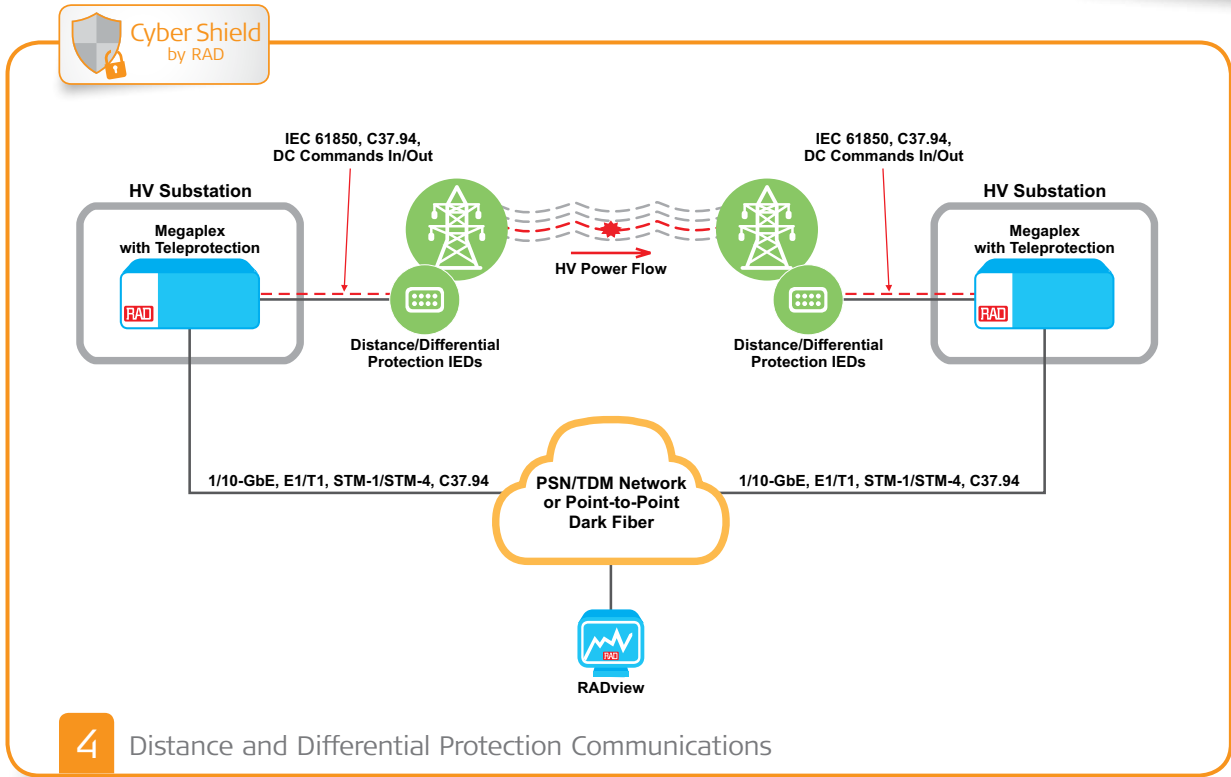 Cyber Shield
by RAD
IEC 61850, C37.94,
DC Commands In/Out
IEC 61850, C37.94,
DC Commands In/Out
HV Substation
HV Substation
Megaplex
with Teleprotection
Megaplex
with Teleprotection
HV Power Flow
RAD
RAD
Distance/Differential
Protection IEDs
Distance/Differential
Protection IEDs
1/10-GbE, E1/T1, STM-1/STM-4, C37.94
PSN/TDM Network
or Point-to-Point
Dark Fiber
1/10-GbE, E1/T1, STM-1/STM-4, C37.94
RAD
RADview
4
Distance and Differential Protection Communications